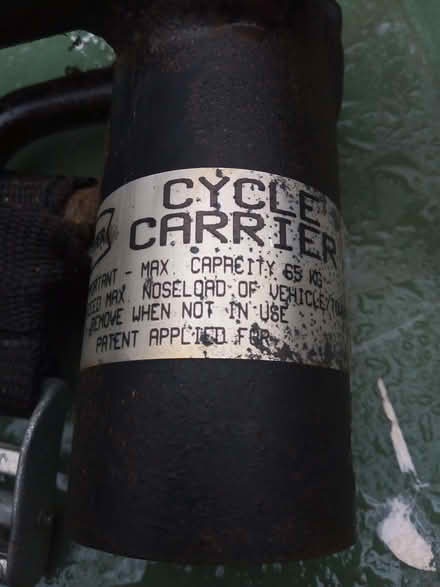 CYCLE
CARRIER
- MAX CAPACITY 65 KG
MAX NOSELOAD OF VEHICLE/
REMOVE WHEN NOT IN USE
PATENT APPLIED FOR